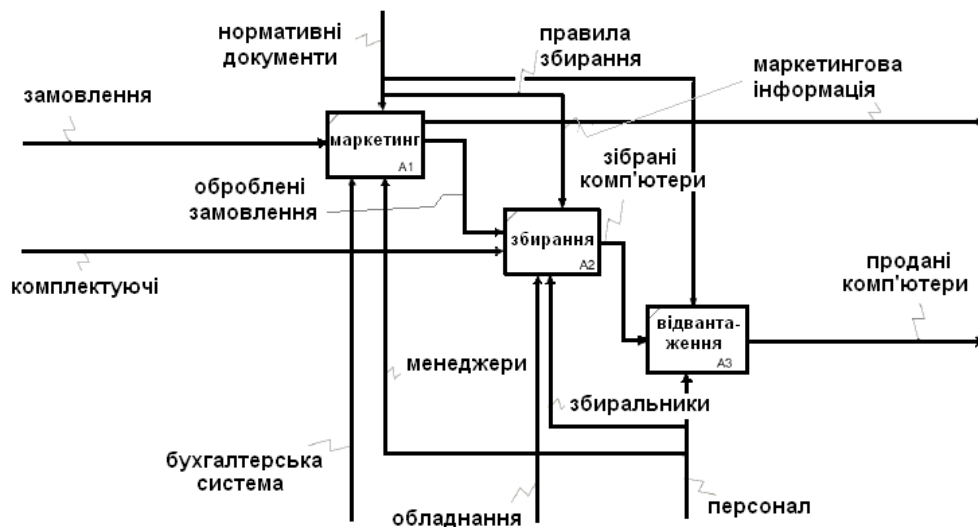 нормативні
документи
правила
збирання
маркетингова
інформація
замовлення
маркетинг
A1
зібрані
комп'ютери
оброблені
замовлення
збирання
A2
комплектуючі
продані
комп'ютери
відванта-
ження
A3
менеджери
збиральники
бухгалтерська
система
обладнання
персонал